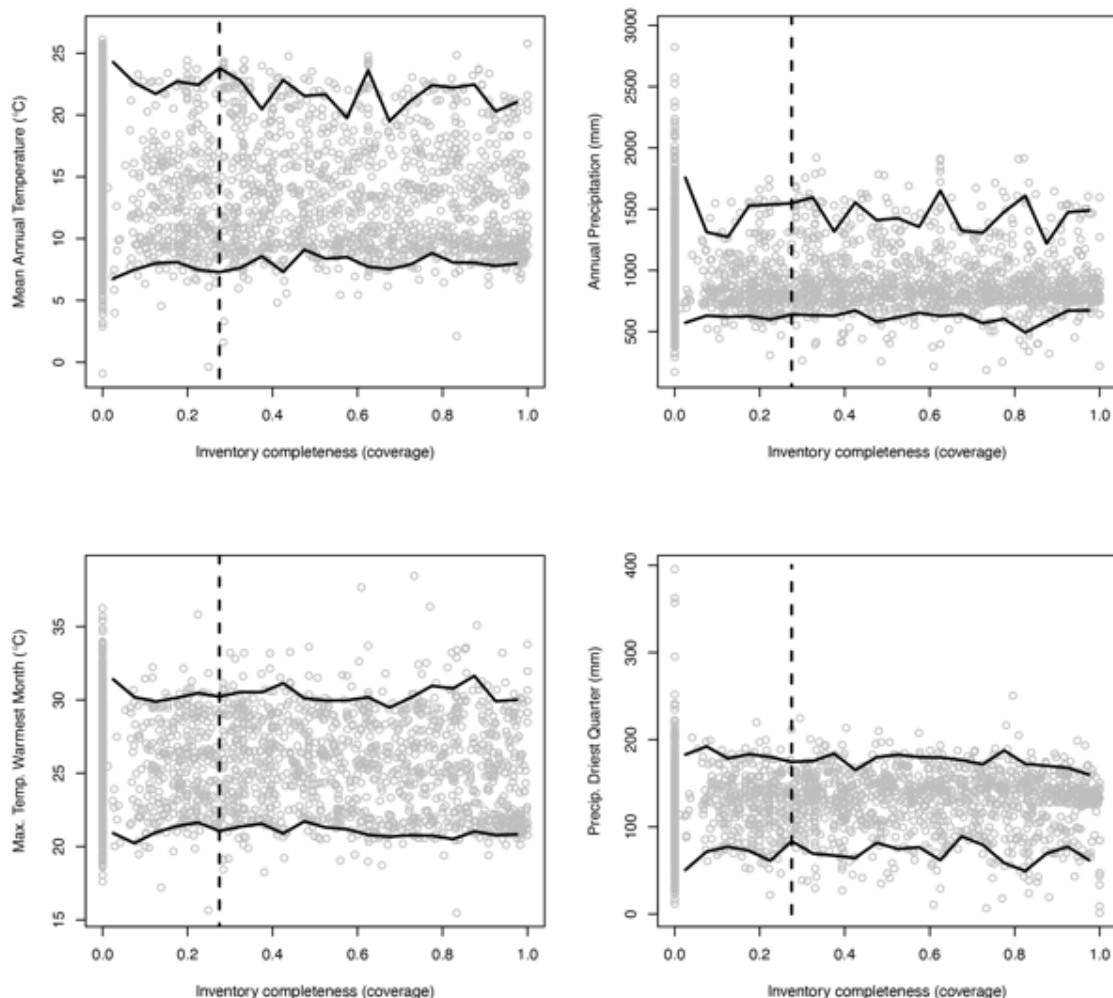 Mean Annual Temperature (°C)
25
20
15
10
5
0
0.0 0.2 0.4 0.6 0.8 1.0
Inventory completeness (coverage)
Annual Precipitation (mm)
3000
2500
2000
1500
1000
500
0.0 0.2 0.4 0.6 0.8 1.0
Inventory completeness (coverage)
Max. Temp. Warmest Month (°C)
35
30
25
20
15
0.0 0.2 0.4 0.6 0.8 1.0
Inventory completeness (coverage)
Precip. Driest Quarter (mm)
400
300
200
100
0
0.0 0.2 0.4 0.6 0.8 1.0
Inventory completeness (coverage)